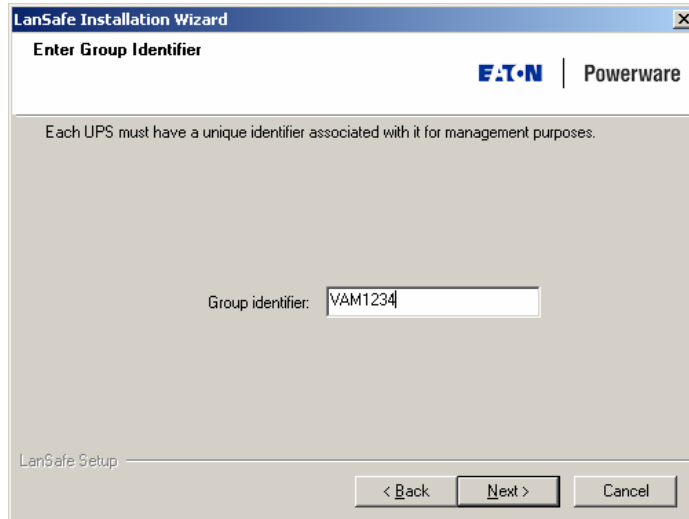 LanSafe Installation Wizard
Enter Group Identifier
EATON | Powerware
Each UPS must have a unique identifier associated with it for management purposes.
Group identifier: VAM1234
LanSafe Setup
< Back Next > Cancel